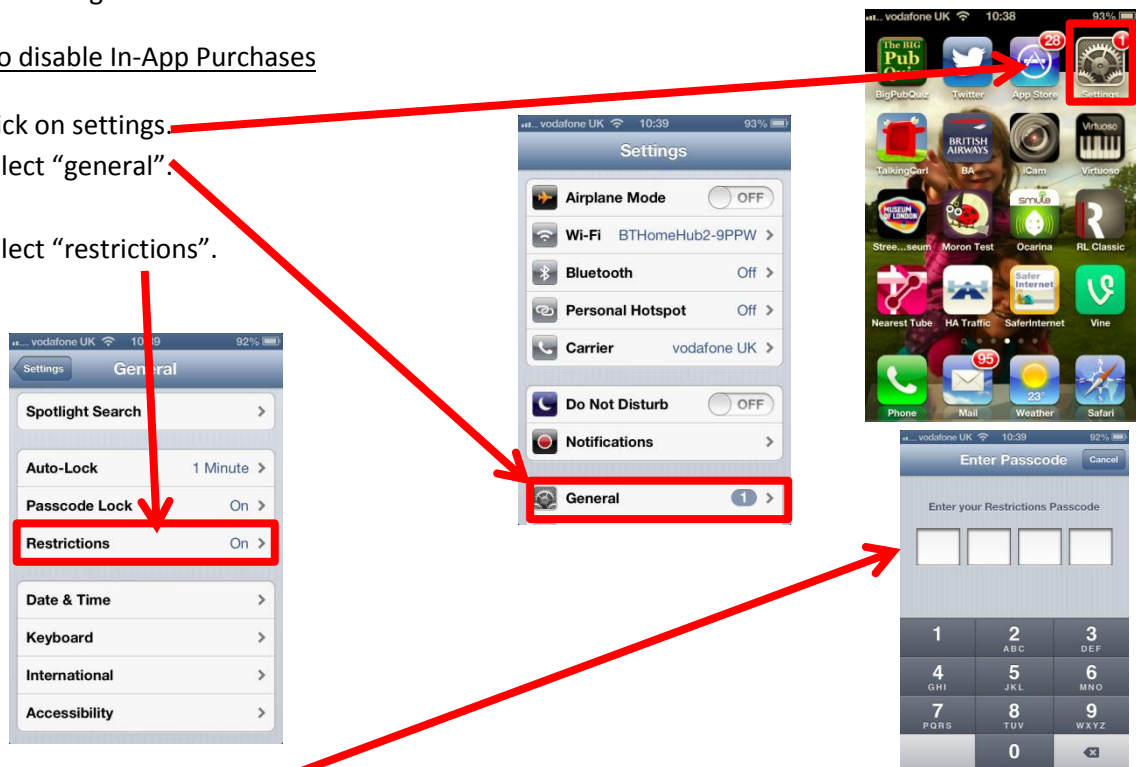 o disable In-App Purchases
ick on settings.
lect "general".
lect "restrictions".
vodafone UK 10:38 93%
28
1
The BIG
Pub
Quiz
BigPubQuiz Twitter App Store Settings
BRITISH
AIRWAYS
Virtuoso
TalkingCarl BA iCam Virtuoso
MUSEUM
OF LONDON
smule
Stree...seum Moron Test Ocarina RL Classic
Safer
Internet
Nearest Tube HA Traffic SaferInternet Vine
95
23°
Phone Mail Weather Safari
vodafone UK 10:39 93%
Settings
Airplane Mode OFF
Wi-Fi BTHomeHub2-9PPW
Bluetooth Off
Personal Hotspot Off
Carrier vodafone UK
Do Not Disturb OFF
Notifications
General 1
vodafone UK 10:39 92%
Settings General
Spotlight Search
Auto-Lock 1 Minute
Passcode Lock On
Restrictions On
Date & Time
Keyboard
International
Accessibility
vodafone UK 10:39 92%
Enter Passcode Cancel
Enter your Restrictions Passcode
1 2 3
ABC DEF
4 5 6
GHI JKL MNO
7 8 9
PQRS TUV WXYZ
0